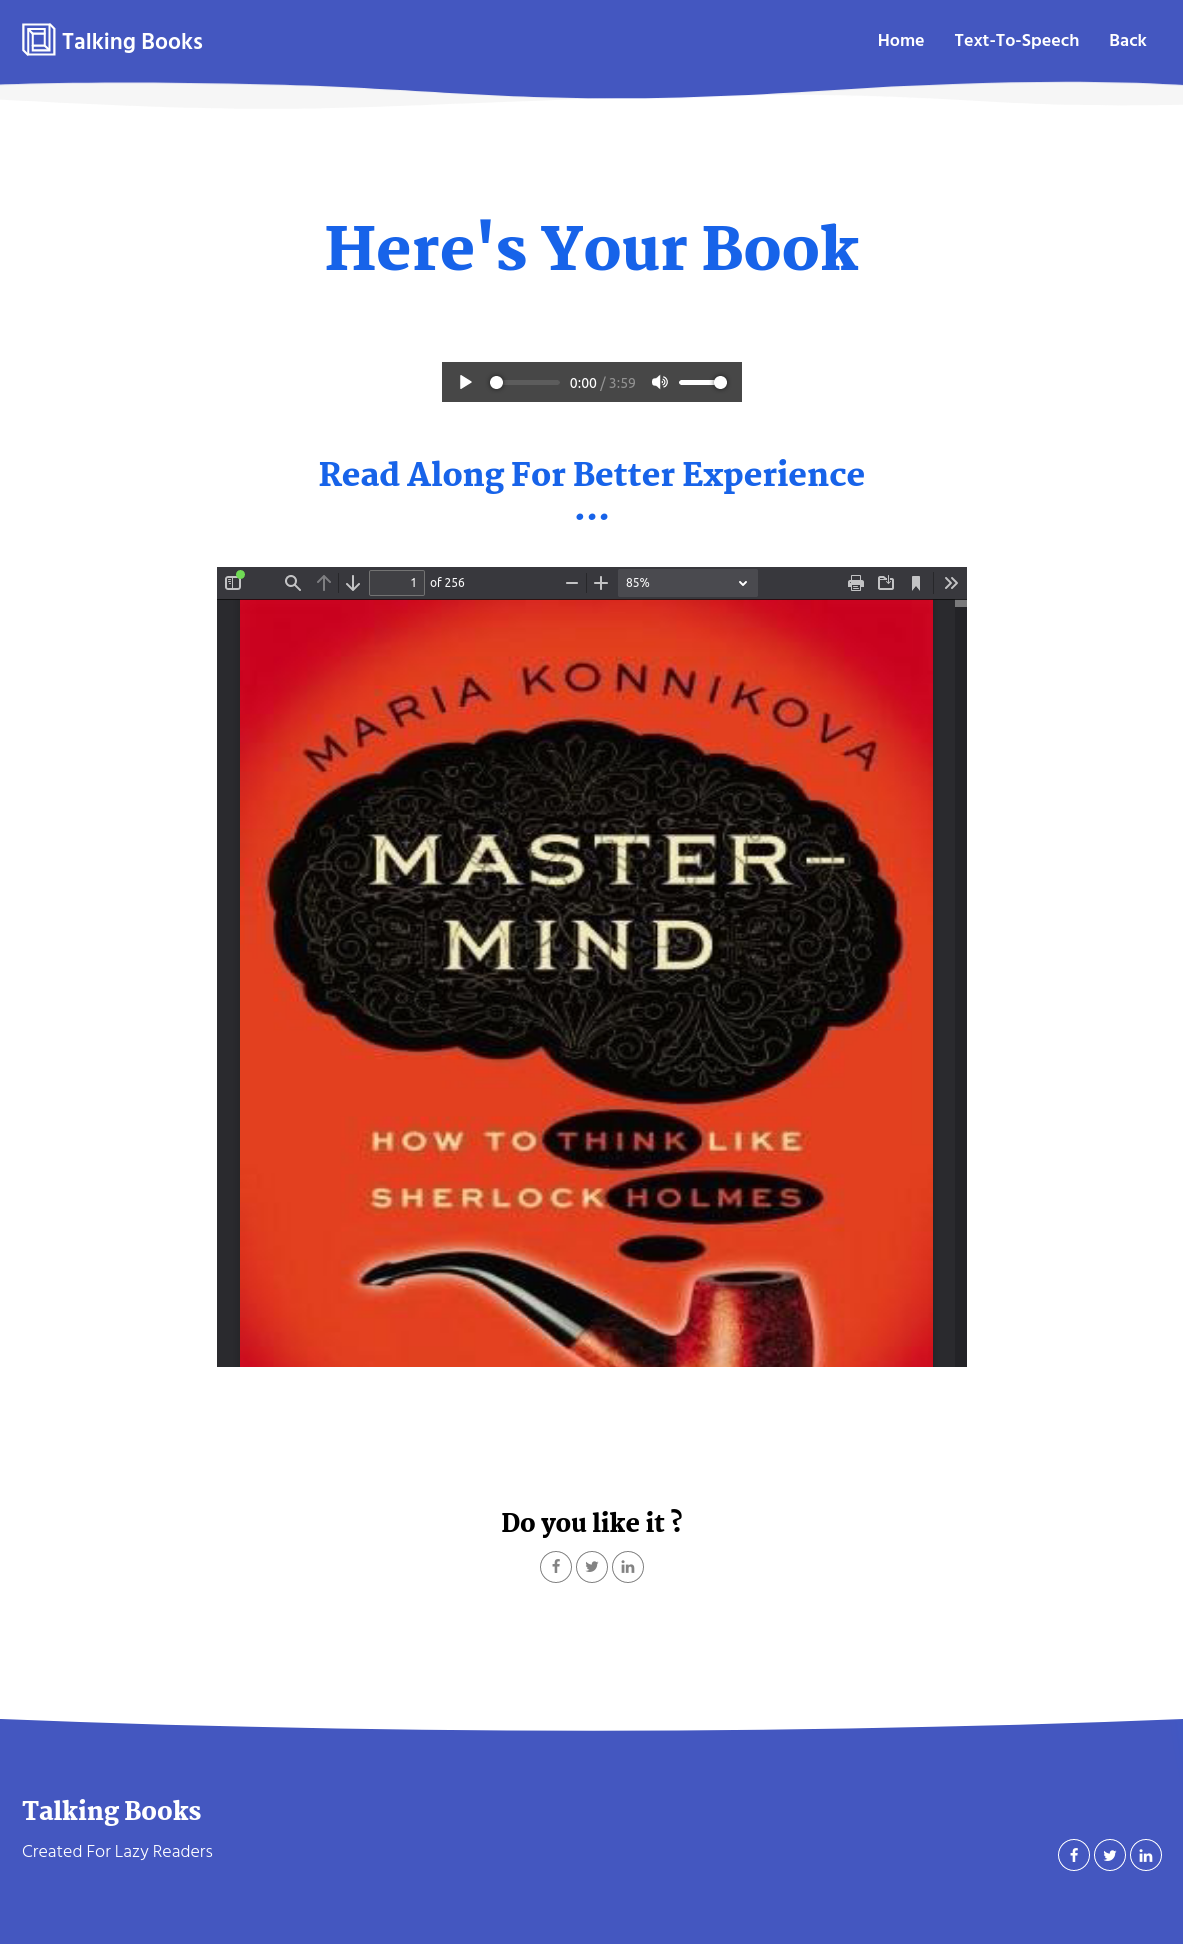 Talking Books
Home Text-To-Speech Back
Here's Your Book
0:00 / 3:59
Read Along For Better Experience
...
1 of 256 85%
MARIA KONNIKOVA
MASTER-
MIND
HOW TO THINK LIKE
SHERLOCK HOLMES
Do you like it ?
Talking Books
Created For Lazy Readers